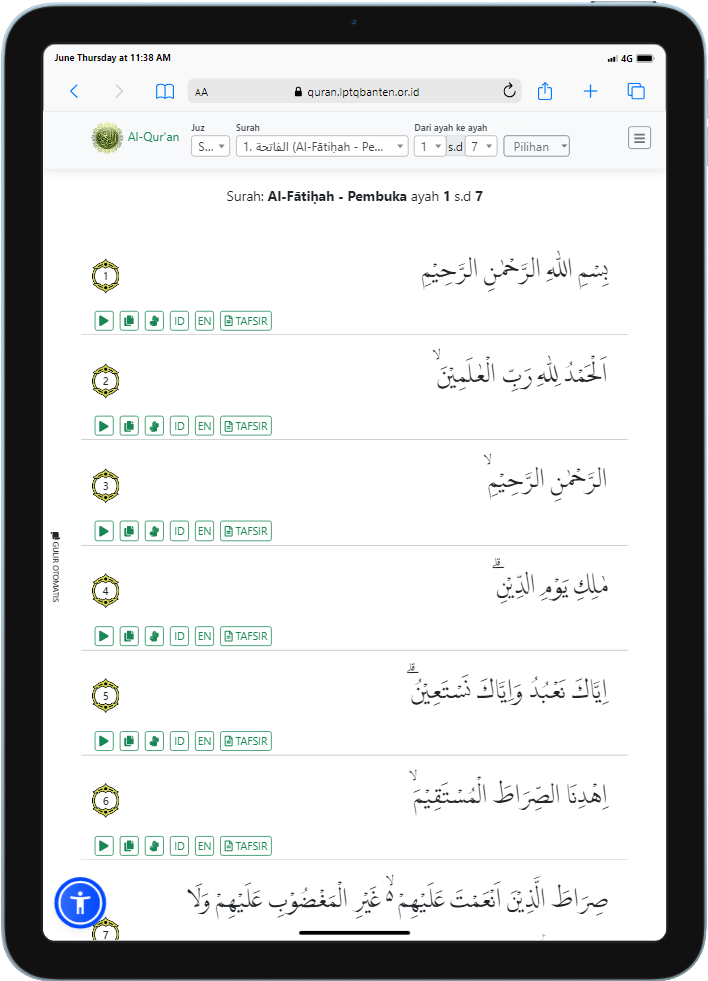 June Thursday at 11:38 AM
4G
AA
quran.lptqbanten.or.id
Al-Qur'an
Juz
Surah
Dari ayah ke ayah
S...
1. الفاتحة (Al-Fātiḥah - Pe...
1
s.d
7
Pilihan
Surah: Al-Fātiḥah - Pembuka ayah 1 s.d 7
بِسْمِ اللّٰهِ الرَّحْمٰنِ الرَّحِيْمِ
1
ID EN TAFSIR
اَلْحَمْدُ لِلّٰهِ رَبِّ الْعٰلَمِيْنَۙ
2
ID EN TAFSIR
الرَّحْمٰنِ الرَّحِيْمِۙ
3
ID EN TAFSIR
GULIR OTOMATIS
مٰلِكِ يَوْمِ الدِّيْنِۗ
4
ID EN TAFSIR
اِيَّاكَ نَعْبُدُ وَاِيَّاكَ نَسْتَعِيْنُۗ
5
ID EN TAFSIR
اِهْدِنَا الصِّرَاطَ الْمُسْتَقِيْمَۙ
6
ID EN TAFSIR
صِرَاطَ الَّذِيْنَ اَنْعَمْتَ عَلَيْهِمْ ەۙ غَيْرِ الْمَغْضُوْبِ عَلَيْهِمْ وَلَا
7